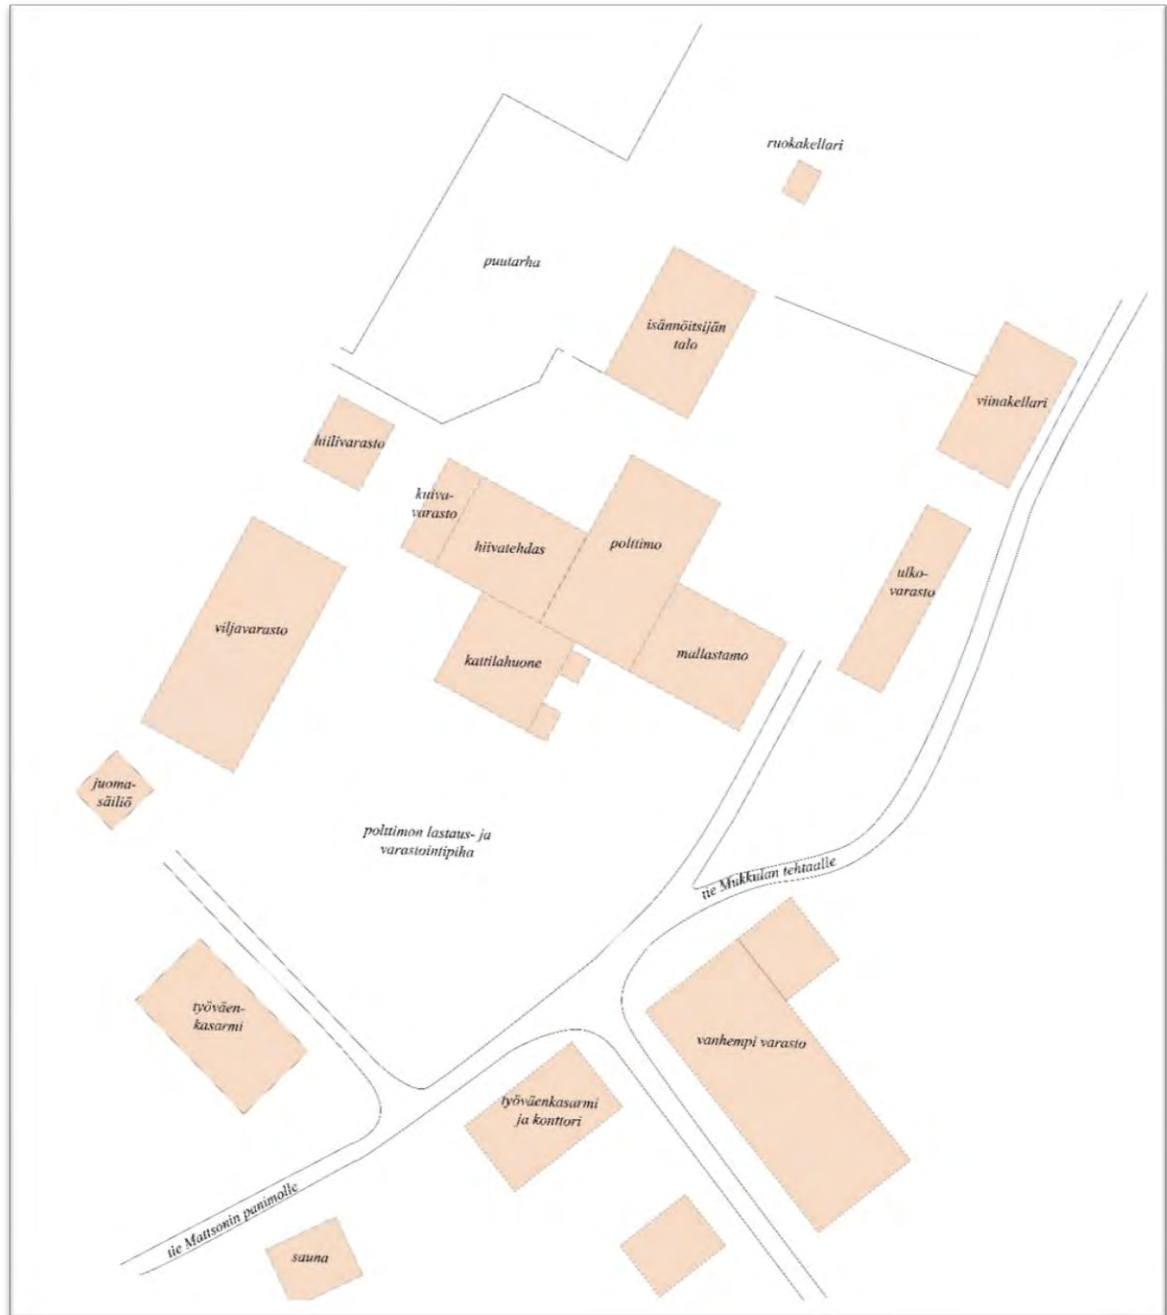 ruokakellari
puutarha
isännöitsijän
talo
viinakellari
hiilivarasto
kuiva-
varasto
hiivatehdas
polttimo
ulko-
varasto
viljavarasto
kattilahuone
mallastamo
juoma-
säiliö
polttimon lastaus- ja
varastointipiha
tie Mukkulan tehtaalle
työväen-
kasarmi
vanhempi varasto
työväenkasarmi
ja konttori
tie Mattsonin panimolle
sauna